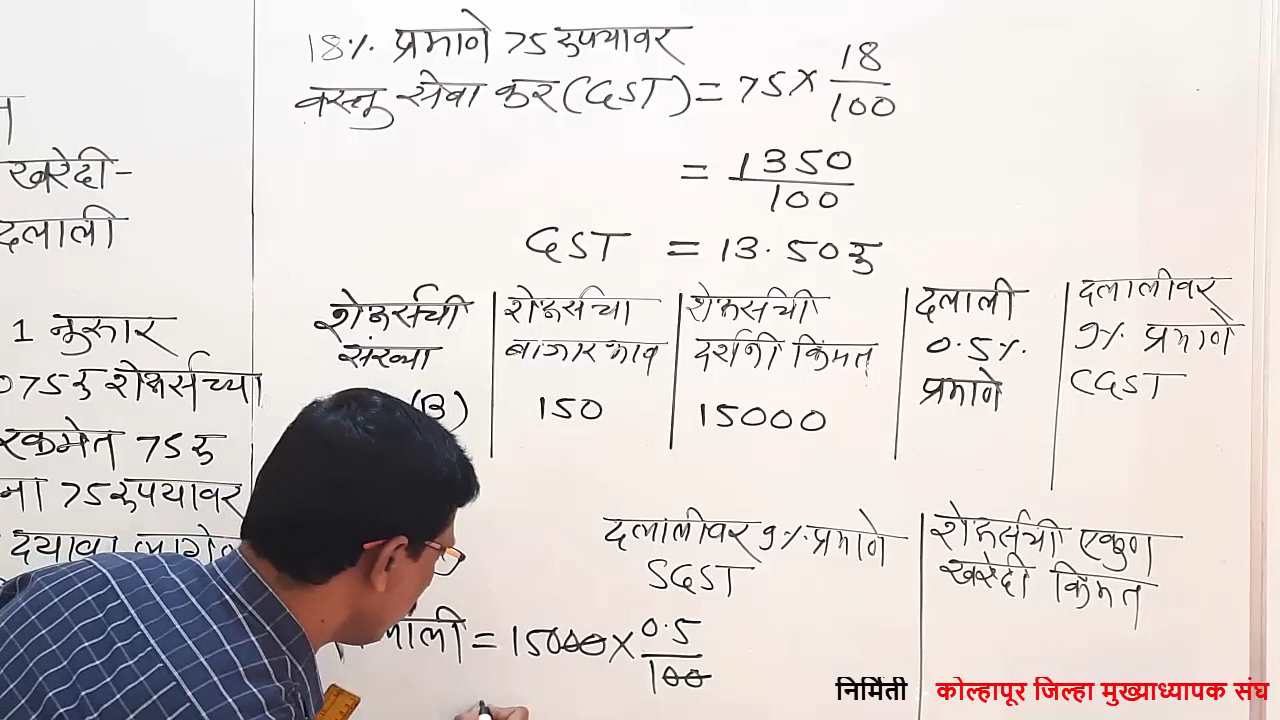 18% प्रमाणे 75 रुपयावर
वस्तू सेवा कर (GST) = 75 × 18/100
= 1350/100
GST = 13.50 रु
खरेदी-
दलाली
1 नुसार
075 रु शेअर्सच्या
रकमेत 75 रु
ना 75 रुपयावर
दयावा लागेल
शेअर्सची संख्या
शेअर्सचा बाजार भाव
शेअर्सची दर्शनी किंमत
दलाली 0.5% प्रमाणे
दलालीवर 9% प्रमाणे CGST
(B)
150
15000
दलालीवर 9% प्रमाणे SGST
शेअर्सची एकुण खरेदी किंमत
लाली = 15000 × 0.5/100
निर्मिती - कोल्हापूर जिल्हा मुख्याध्यापक संघ